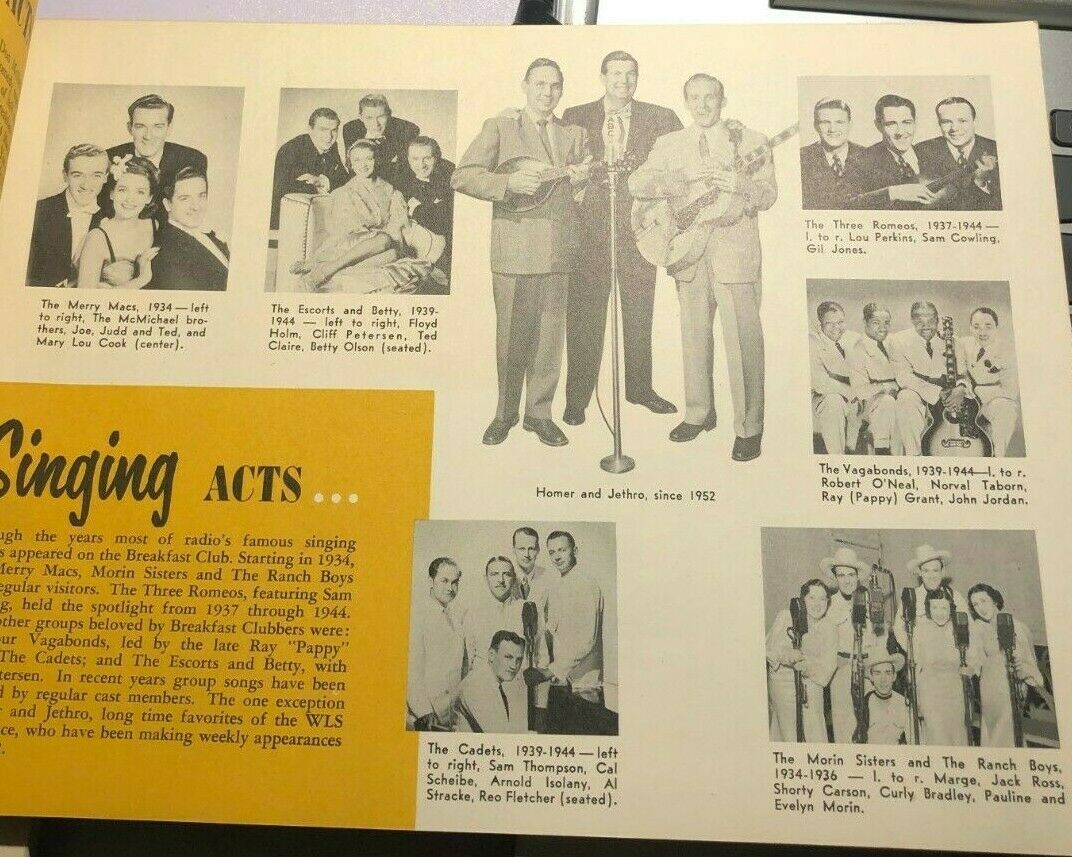 The Merry Macs, 1934 — left
to right, The McMichael bro-
thers, Joe, Judd and Ted, and
Mary Lou Cook (center).
The Escorts and Betty, 1939-
1944 — left to right, Floyd
Holm, Cliff Petersen, Ted
Claire, Betty Olson (seated).
ABC
Homer and Jethro, since 1952
The Three Romeos, 1937-1944 —
l. to r. Lou Perkins, Sam Cowling,
Gil Jones.
The Vagabonds, 1939-1944—l. to r.
Robert O'Neal, Norval Taborn,
Ray (Pappy) Grant, John Jordan.
Singing ACTS ...
ugh the years most of radio's famous singing
s appeared on the Breakfast Club. Starting in 1934,
Merry Macs, Morin Sisters and The Ranch Boys
egular visitors. The Three Romeos, featuring Sam
g, held the spotlight from 1937 through 1944.
other groups beloved by Breakfast Clubbers were:
our Vagabonds, led by the late Ray "Pappy"
The Cadets; and The Escorts and Betty, with
tersen. In recent years group songs have been
d by regular cast members. The one exception
r and Jethro, long time favorites of the WLS
ce, who have been making weekly appearances
2.
The Cadets, 1939-1944 — left
to right, Sam Thompson, Cal
Scheibe, Arnold Isolany, Al
Stracke, Reo Fletcher (seated).
The Morin Sisters and The Ranch Boys,
1934-1936 — l. to r. Marge, Jack Ross,
Shorty Carson, Curly Bradley, Pauline and
Evelyn Morin.